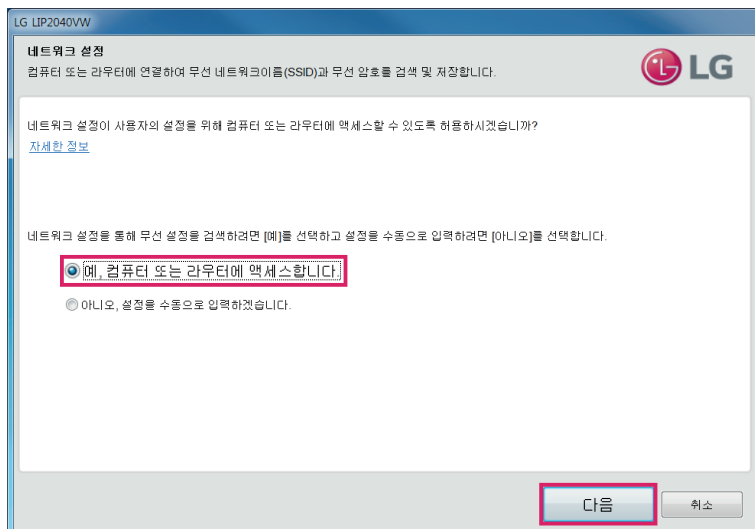 LG LIP2040VW
네트워크 설정
컴퓨터 또는 라우터에 연결하여 무선 네트워크이름(SSID)과 무선 암호를 검색 및 저장합니다.
LG
네트워크 설정이 사용자의 설정을 위해 컴퓨터 또는 라우터에 액세스할 수 있도록 허용하시겠습니까?
자세한 정보
네트워크 설정을 통해 무선 설정을 검색하려면 [예]를 선택하고 설정을 수동으로 입력하려면 [아니오]를 선택합니다.
예, 컴퓨터 또는 라우터에 액세스합니다.
아니오, 설정을 수동으로 입력하겠습니다.
다음
취소